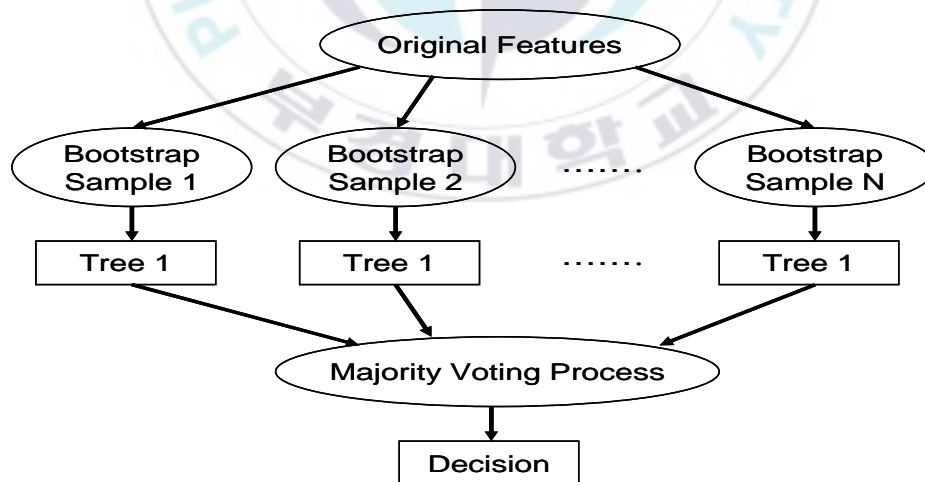 Original Features
Bootstrap
Sample 1
Bootstrap
Sample 2
.......
Bootstrap
Sample N
Tree 1
Tree 1
.......
Tree 1
Majority Voting Process
Decision